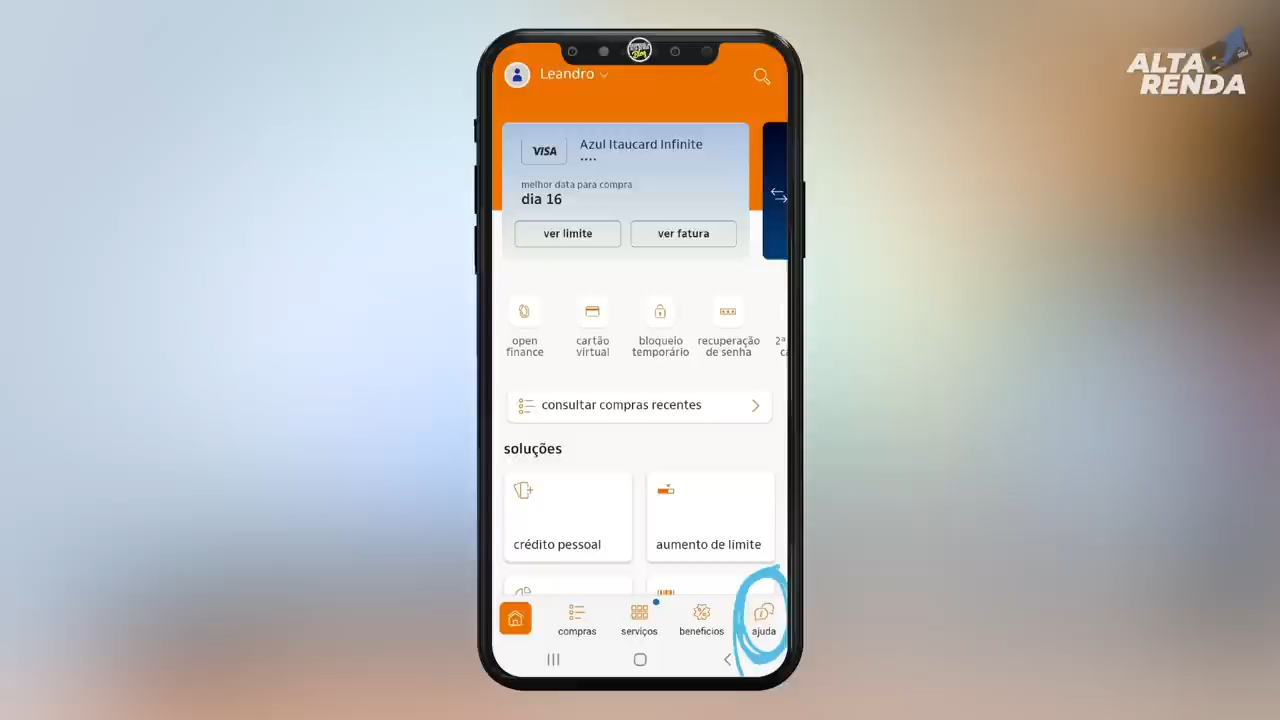 Leandro
ALTA
RENDA
VISA
Azul Itaucard Infinite
••••
melhor data para compra
dia 16
ver limite
ver fatura
open
finance
cartão
virtual
bloqueio
temporário
recuperação
de senha
2ª
consultar compras recentes
soluções
crédito pessoal
aumento de limite
compras
serviços
beneficios
ajuda